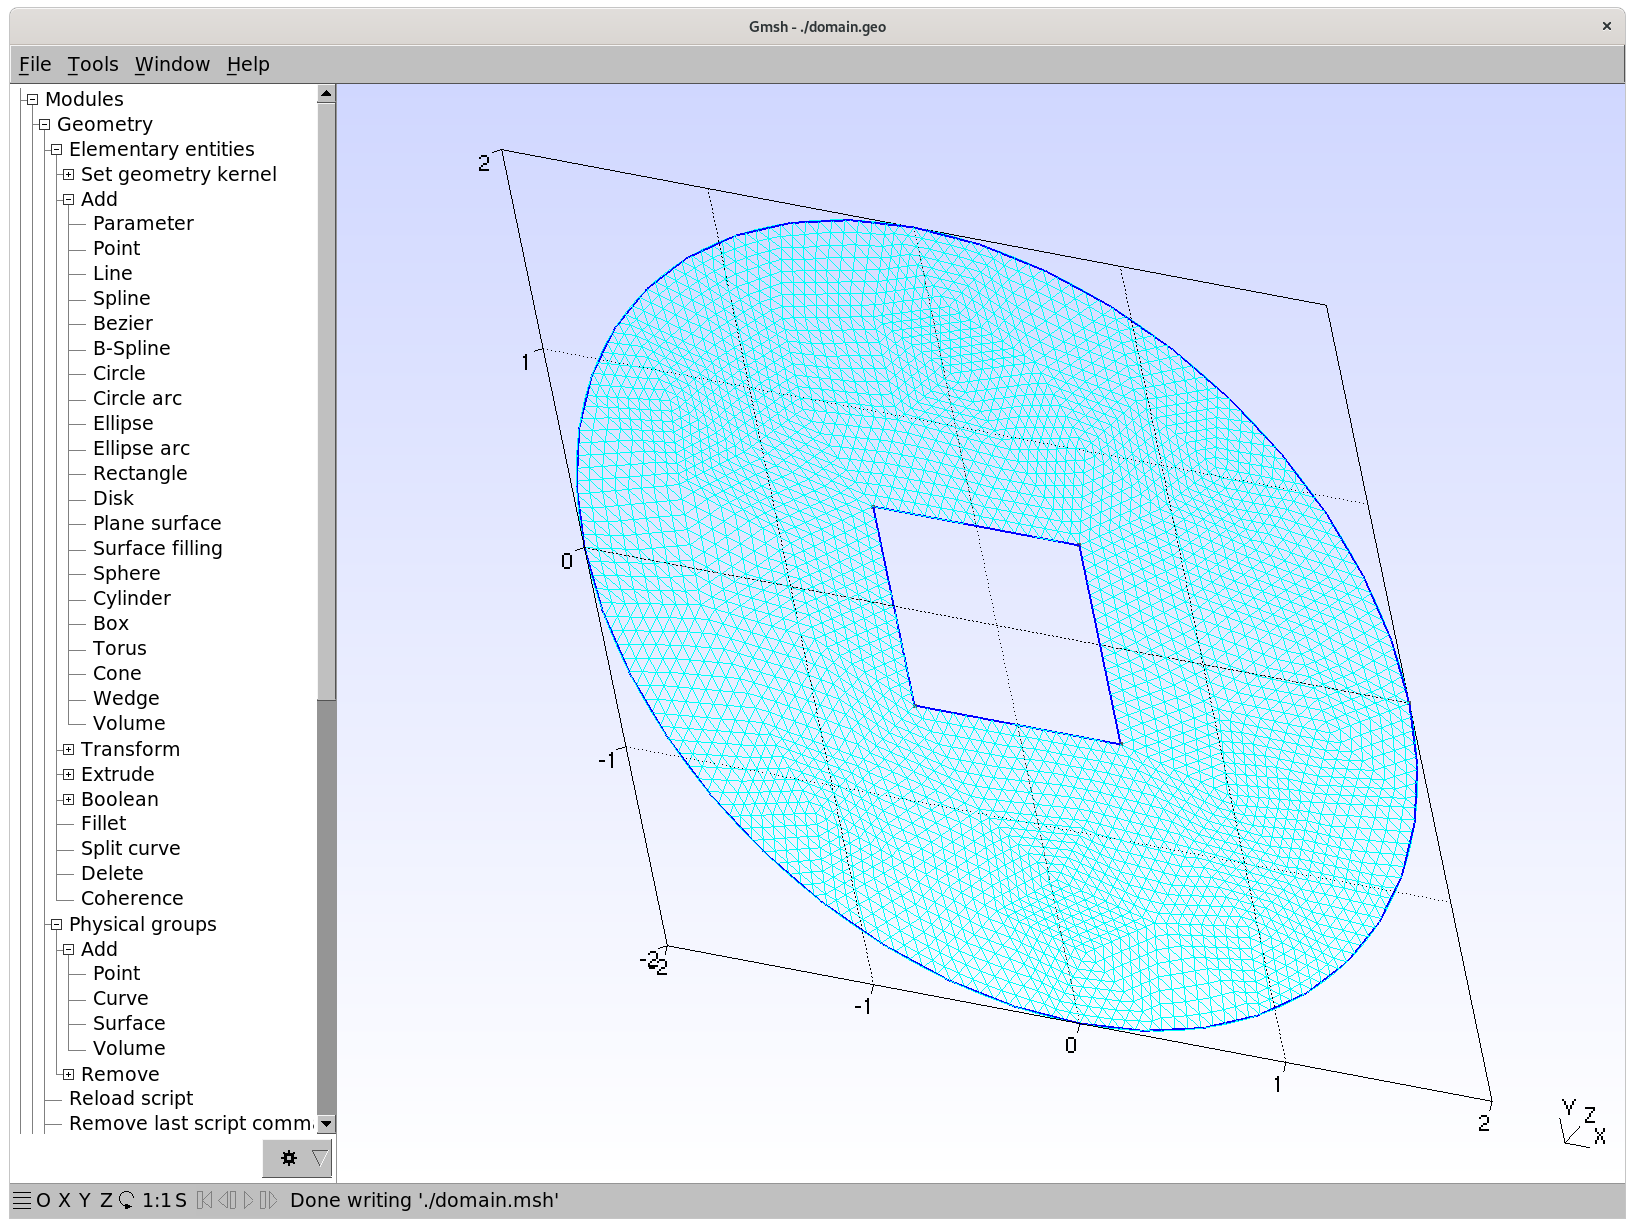 Gmsh - ./domain.geo
File Tools Window Help
Modules
Geometry
Elementary entities
Set geometry kernel
Add
Parameter
Point
Line
Spline
Bezier
B-Spline
Circle
Circle arc
Ellipse
Ellipse arc
Rectangle
Disk
Plane surface
Surface filling
Sphere
Cylinder
Box
Torus
Cone
Wedge
Volume
Transform
Extrude
Boolean
Fillet
Split curve
Delete
Coherence
Physical groups
Add
Point
Curve
Surface
Volume
Remove
Reload script
Remove last script comm
2
1
0
-1
-2
-2
-1
0
1
2
Y
Z
X
O X Y Z 1:1 S Done writing './domain.msh'